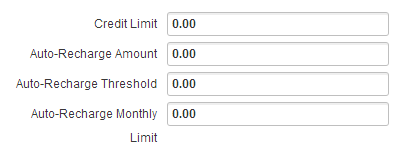 Credit Limit 0.00
Auto-Recharge Amount 0.00
Auto-Recharge Threshold 0.00
Auto-Recharge Monthly 0.00
Limit